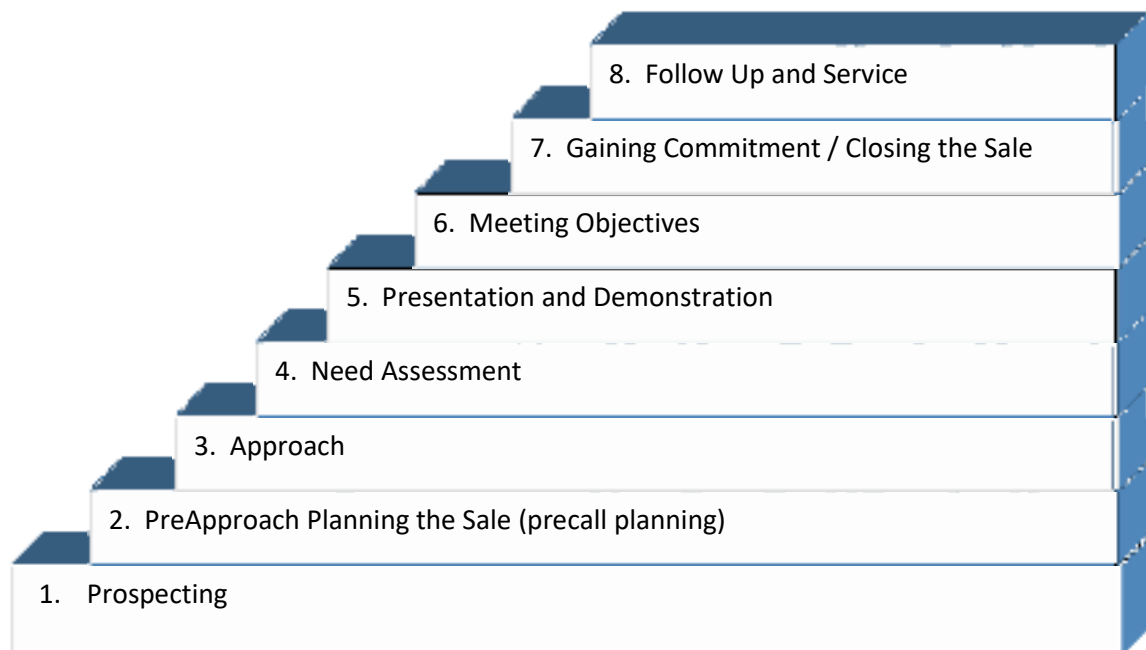 8. Follow Up and Service
7. Gaining Commitment / Closing the Sale
6. Meeting Objectives
5. Presentation and Demonstration
4. Need Assessment
3. Approach
2. PreApproach Planning the Sale (precall planning)
1. Prospecting